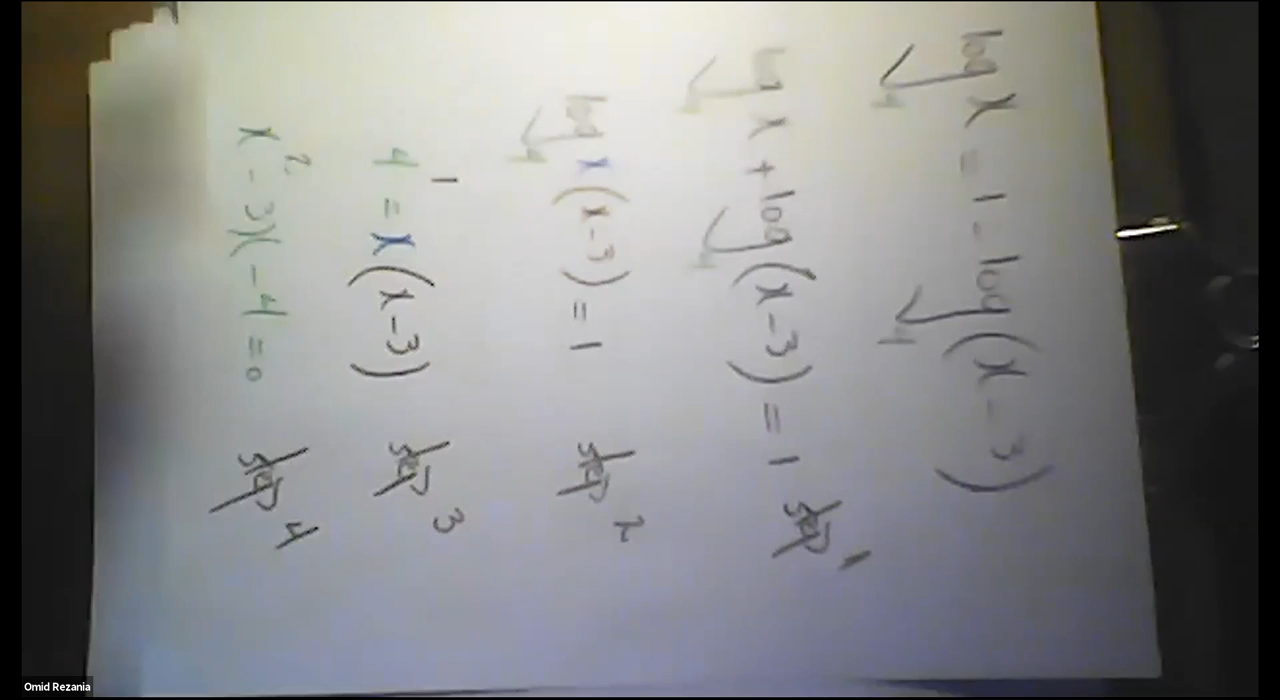 log₄ x = 1 - log₄ (x - 3)
log₄ x + log₄ (x - 3) = 1 step 1
log₄ x (x - 3) = 1 step 2
4¹ = x (x - 3) step 3
x² - 3x - 4 = 0 step 4
Omid Rezania